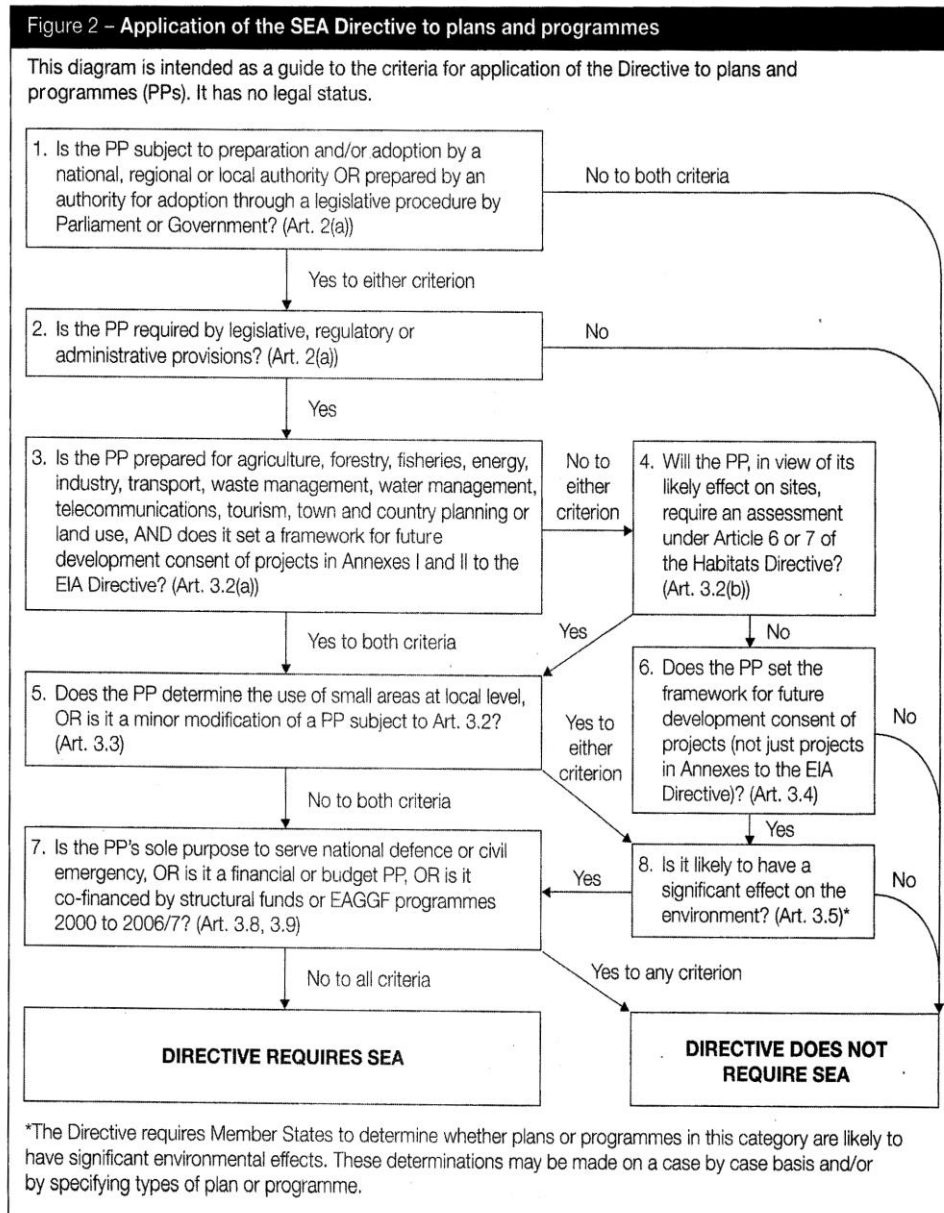 Figure 2 – Application of the SEA Directive to plans and programmes
This diagram is intended as a guide to the criteria for application of the Directive to plans and
programmes (PPs). It has no legal status.
1. Is the PP subject to preparation and/or adoption by a
national, regional or local authority OR prepared by an
authority for adoption through a legislative procedure by
Parliament or Government? (Art. 2(a))
No to both criteria
Yes to either criterion
2. Is the PP required by legislative, regulatory or
administrative provisions? (Art. 2(a))
No
Yes
3. Is the PP prepared for agriculture, forestry, fisheries, energy,
industry, transport, waste management, water management,
telecommunications, tourism, town and country planning or
land use, AND does it set a framework for future
development consent of projects in Annexes I and II to the
EIA Directive? (Art. 3.2(a))
No to
either
criterion
4. Will the PP, in view of its
likely effect on sites,
require an assessment
under Article 6 or 7 of
the Habitats Directive?
(Art. 3.2(b))
Yes to both criteria
Yes
No
5. Does the PP determine the use of small areas at local level,
OR is it a minor modification of a PP subject to Art. 3.2?
(Art. 3.3)
Yes to
either
criterion
6. Does the PP set the
framework for future
development consent of
projects (not just projects
in Annexes to the EIA
Directive)? (Art. 3.4)
No
No to both criteria
Yes
7. Is the PP's sole purpose to serve national defence or civil
emergency, OR is it a financial or budget PP, OR is it
co-financed by structural funds or EAGGF programmes
2000 to 2006/7? (Art. 3.8, 3.9)
Yes
8. Is it likely to have a
significant effect on the
environment? (Art. 3.5)*
No
No to all criteria
Yes to any criterion
DIRECTIVE REQUIRES SEA
DIRECTIVE DOES NOT
REQUIRE SEA
*The Directive requires Member States to determine whether plans or programmes in this category are likely to
have significant environmental effects. These determinations may be made on a case by case basis and/or
by specifying types of plan or programme.